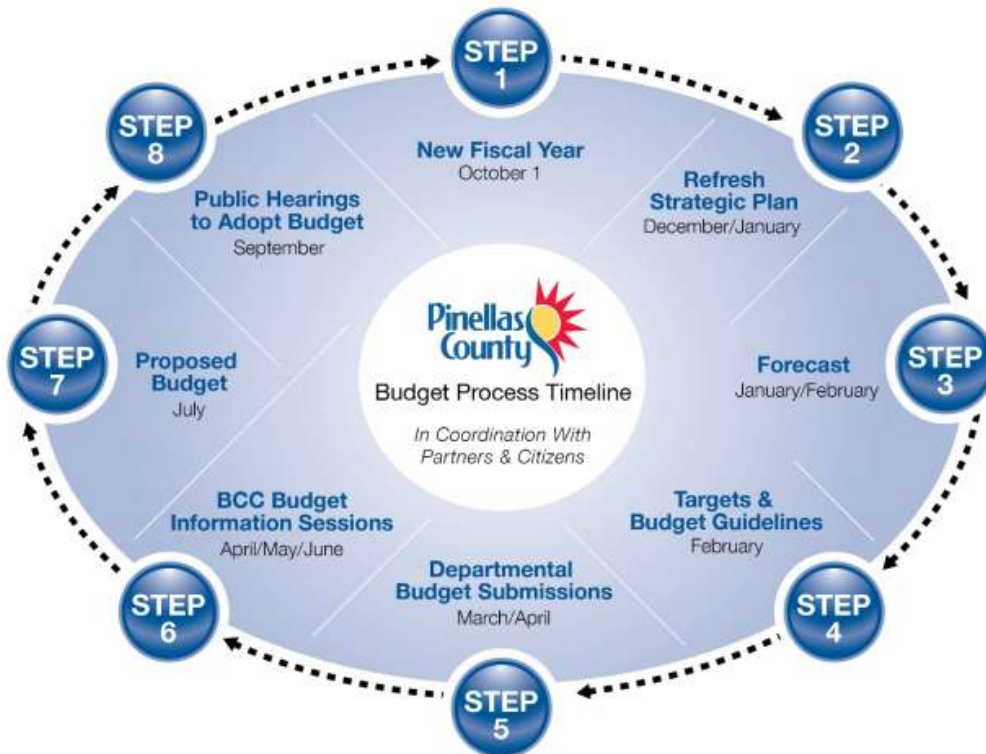 STEP
1
New Fiscal Year
October 1
STEP
2
Refresh
Strategic Plan
December/January
STEP
3
Forecast
January/February
STEP
4
Targets &
Budget Guidelines
February
STEP
5
Departmental
Budget Submissions
March/April
STEP
6
BCC Budget
Information Sessions
April/May/June
STEP
7
Proposed
Budget
July
STEP
8
Public Hearings
to Adopt Budget
September
Pinellas
County
Budget Process Timeline
In Coordination With
Partners & Citizens